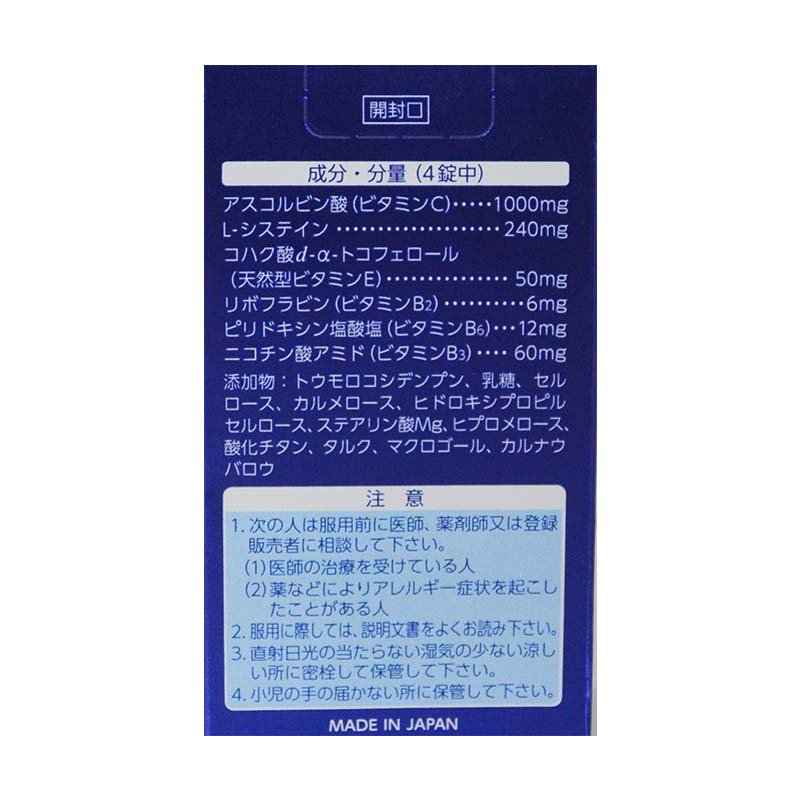 開封口
成分・分量(4錠中)
アスコルビン酸(ビタミンC)・・・・・1000mg
L-システイン・・・・・・・・・・・・・・・・・・240mg
コハク酸d-α-トコフェロール
(天然型ビタミンE)・・・・・・・・・・・・・・・50mg
リボフラビン(ビタミンB2)・・・・・・・・・・6mg
ピリドキシン塩酸塩(ビタミンB6)・・・12mg
ニコチン酸アミド(ビタミンB3)・・・・60mg
添加物：トウモロコシデンプン、乳糖、セル
ロース、カルメロース、ヒドロキシプロピル
セルロース、ステアリン酸Mg、ヒプロメロース、
酸化チタン、タルク、マクロゴール、カルナウ
バロウ
注 意
1. 次の人は服用前に医師、薬剤師又は登録
販売者に相談して下さい。
(1)医師の治療を受けている人
(2)薬などによりアレルギー症状を起こし
たことがある人
2. 服用に際しては、説明文書をよくお読み下さい。
3. 直射日光の当たらない湿気の少ない涼し
い所に密栓して保管して下さい。
4. 小児の手の届かない所に保管して下さい。
MADE IN JAPAN